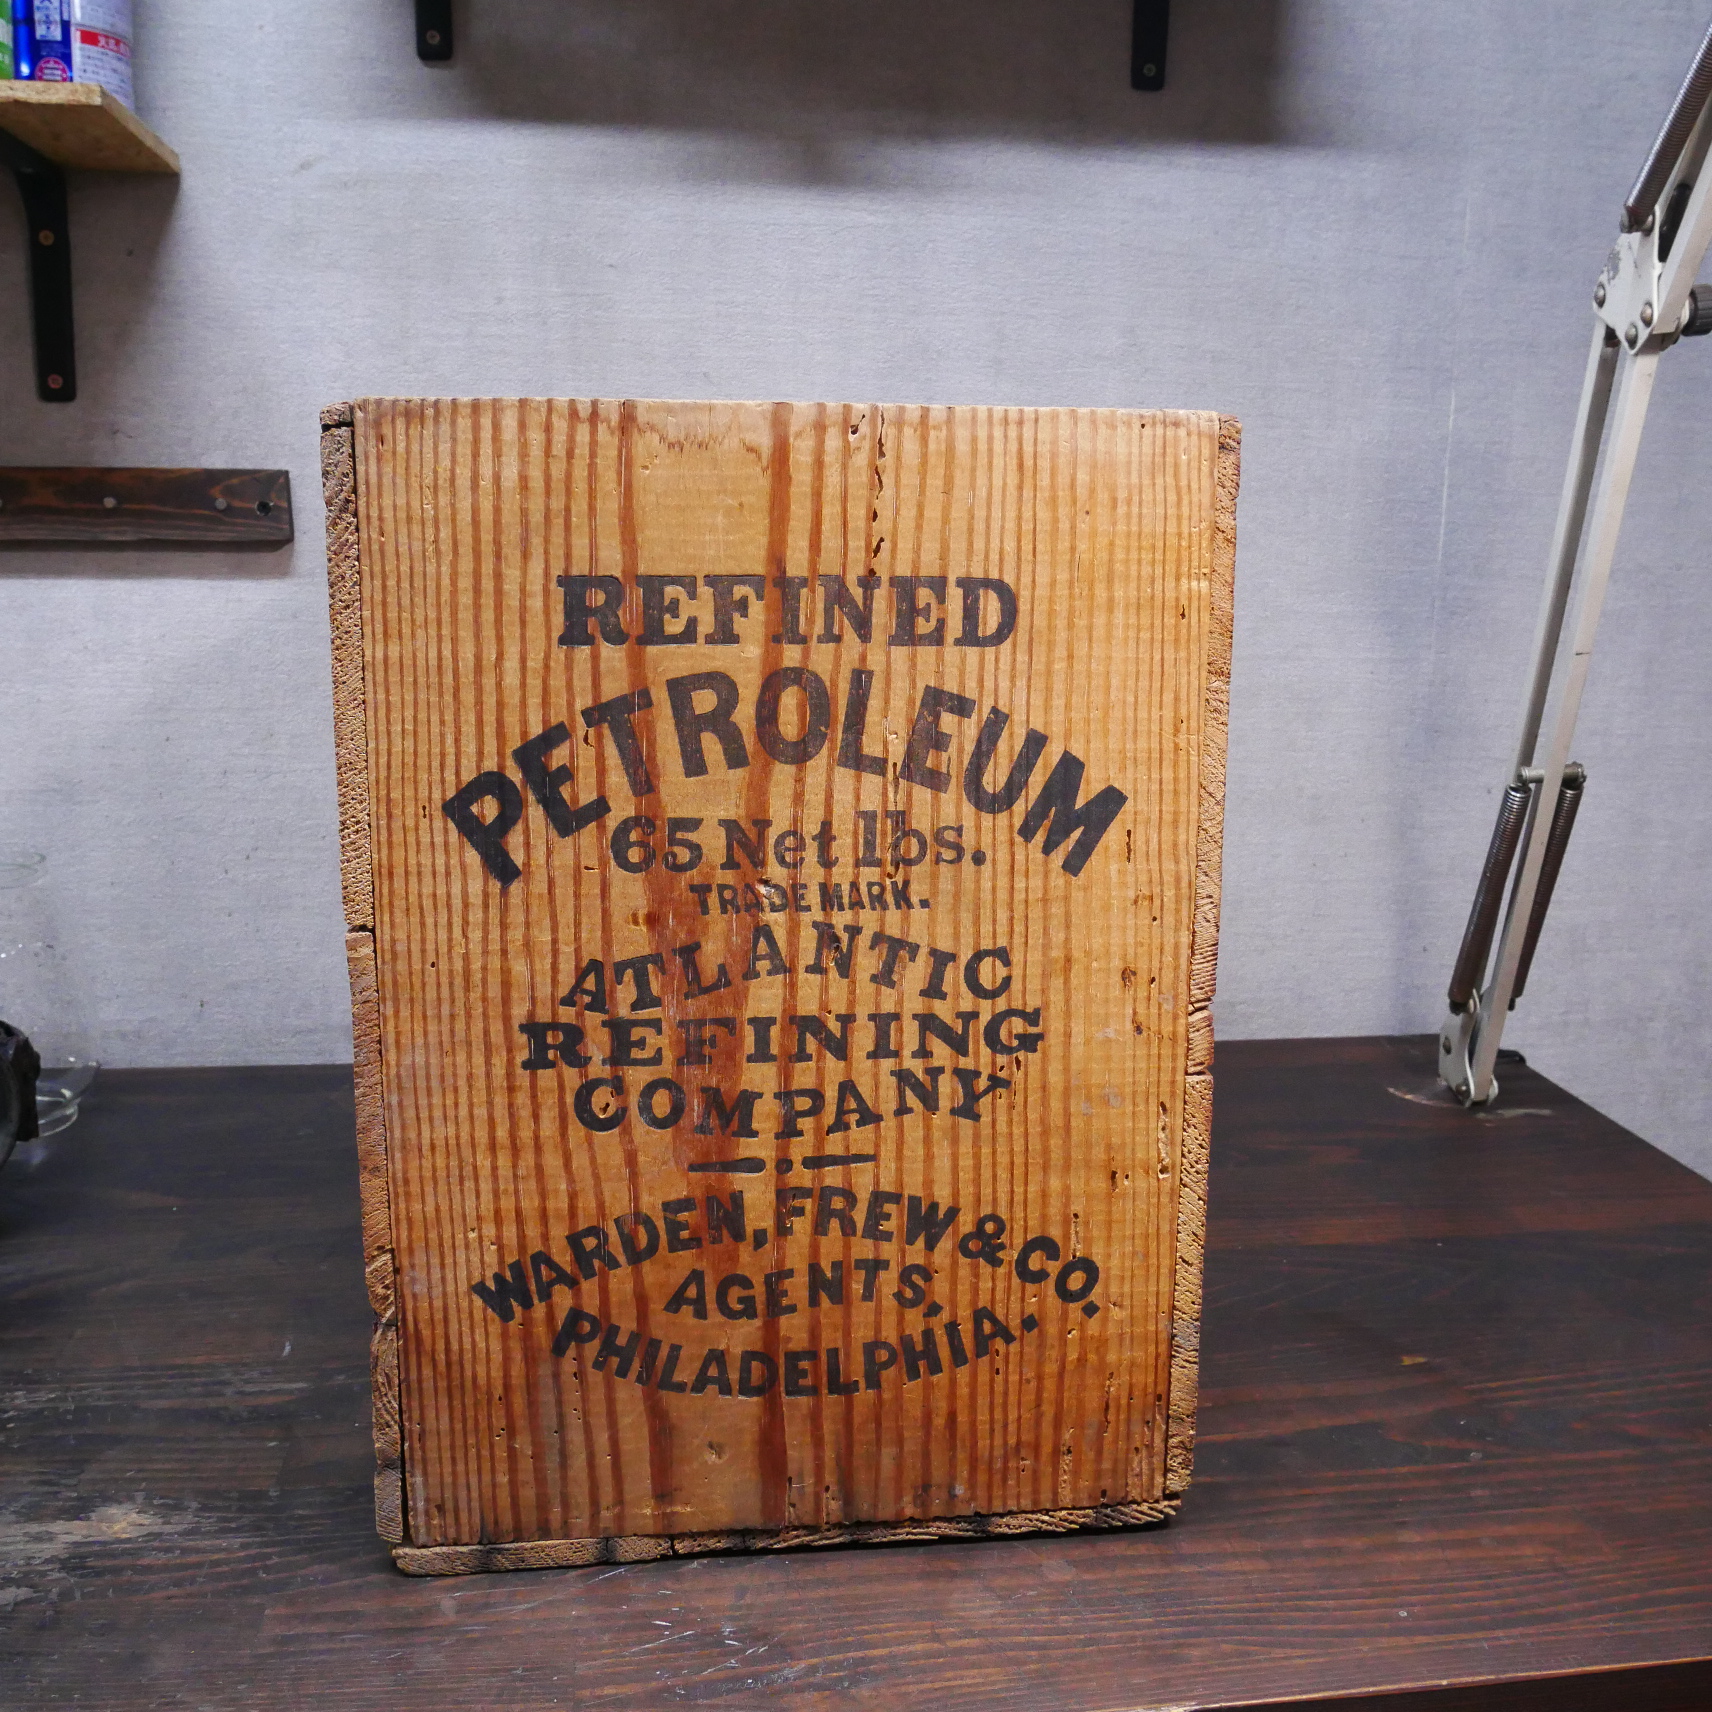 REFINED
PETROLEUM
65 Net lbs.
TRADE MARK.
ATLANTIC
REFINING
COMPANY
WARDEN, FREW & CO.
AGENTS,
PHILADELPHIA.